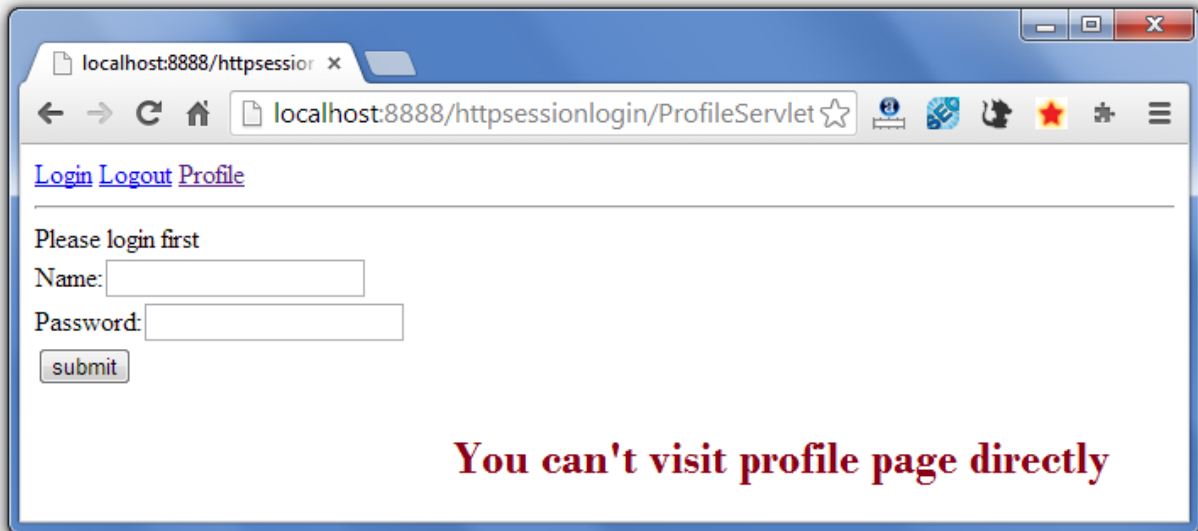 localhost:8888/httpsession
localhost:8888/httpsessionlogin/ProfileServlet
Login Logout Profile
Please login first
Name:
Password:
submit
You can't visit profile page directly